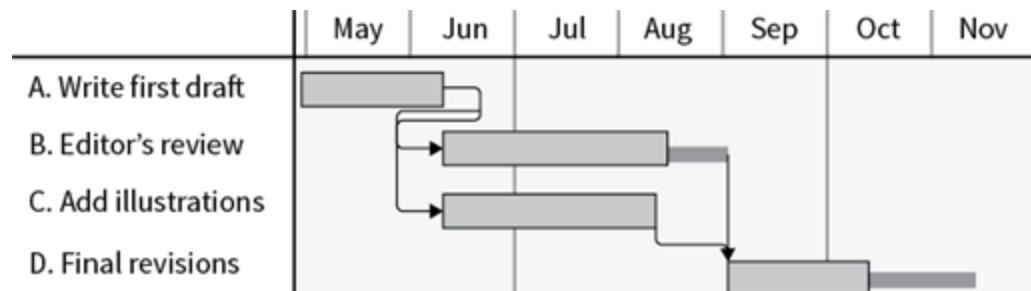 May Jun Jul Aug Sep Oct Nov
A. Write first draft
B. Editor’s review
C. Add illustrations
D. Final revisions